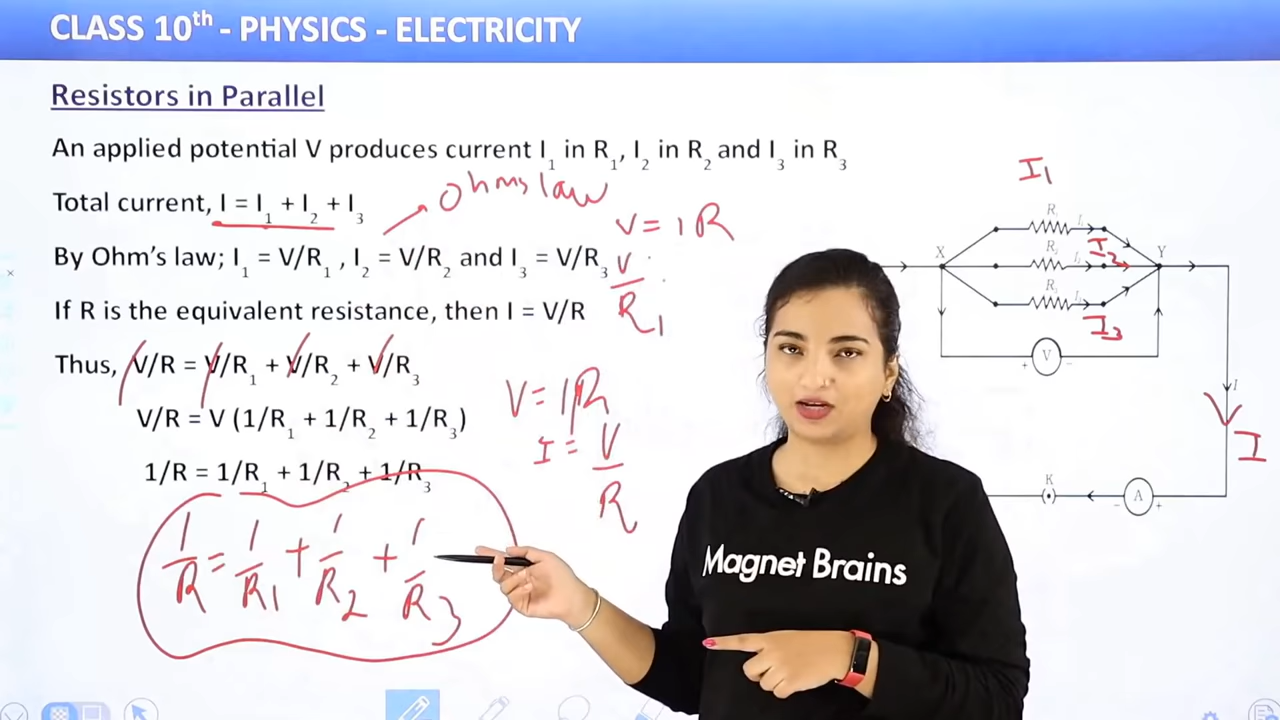 CLASS 10th - PHYSICS - ELECTRICITY
Resistors in Parallel
An applied potential V produces current I1 in R1, I2 in R2 and I3 in R3
Total current, I = I1 + I2 + I3
Ohms law
V = IR
By Ohm's law; I1 = V/R1 , I2 = V/R2 and I3 = V/R3
V
R1
If R is the equivalent resistance, then I = V/R
Thus, V/R = V/R1 + V/R2 + V/R3
V = IR
V/R = V (1/R1 + 1/R2 + 1/R3)
I = V/R
1/R = 1/R1 + 1/R2 + 1/R3
1/R = 1/R1 + 1/R2 + 1/R3
I1
R1
X
R2
I2
Y
R3
I3
+ V -
I
I
K
- A +
Magnet Brains